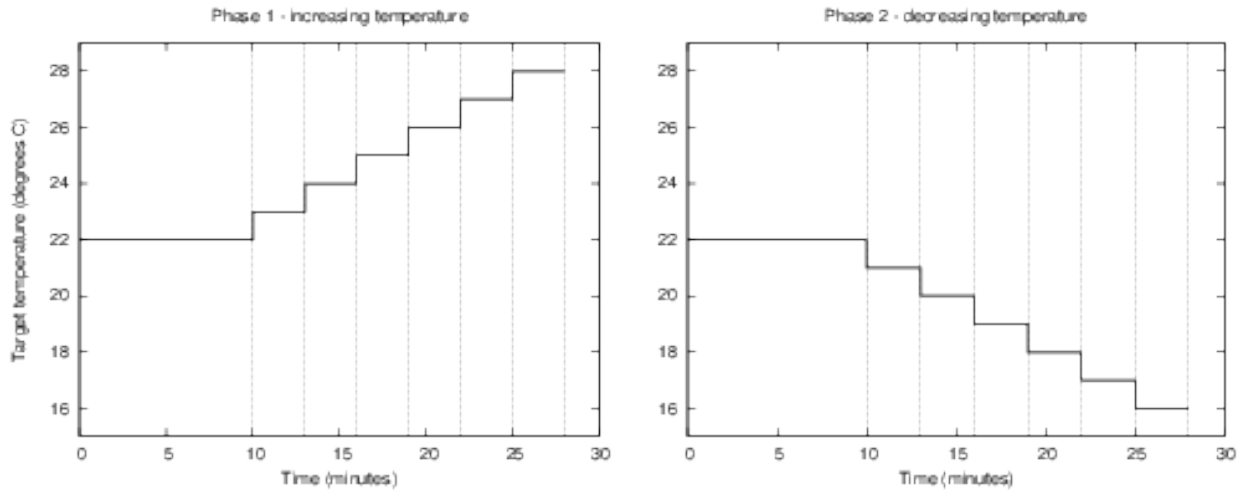 Phase 1 - increasing temperature
Phase 2 - decreasing temperature
Target temperature (degrees C)
28
26
24
22
20
18
16
0 5 10 15 20 25 30
Time (minutes)
28
26
24
22
20
18
16
0 5 10 15 20 25 30
Time (minutes)